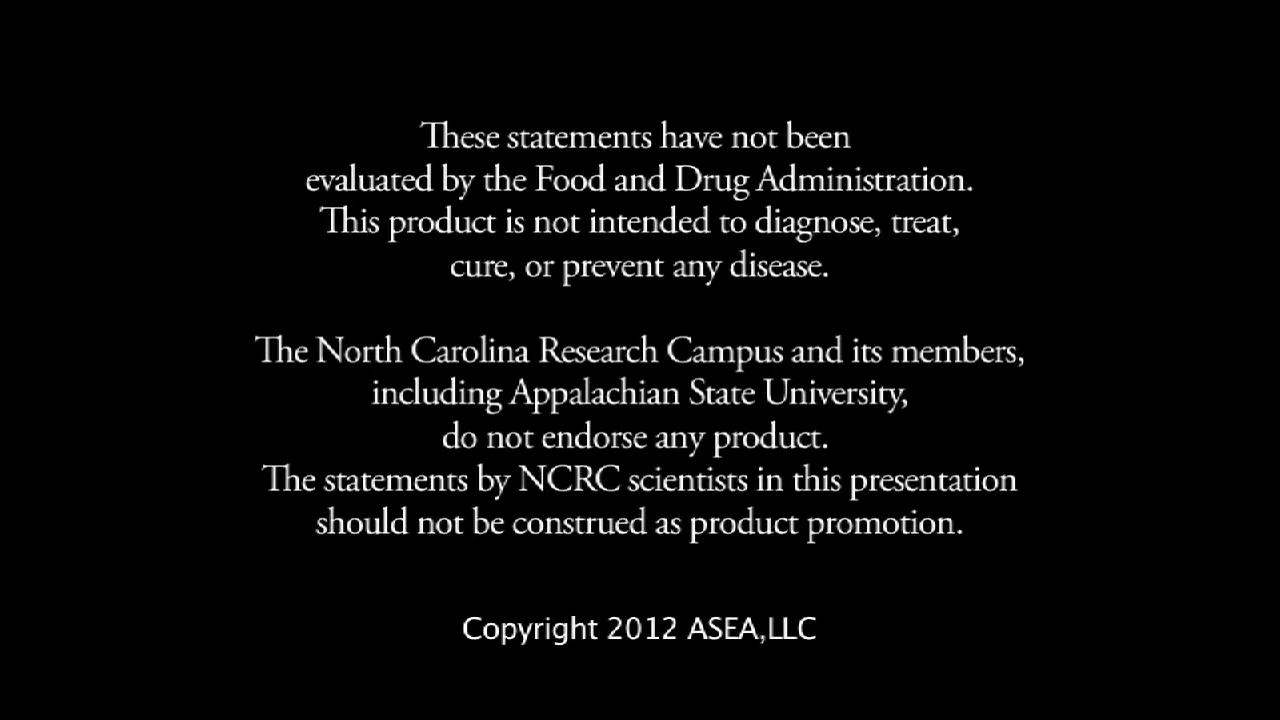 These statements have not been
evaluated by the Food and Drug Administration.
This product is not intended to diagnose, treat,
cure, or prevent any disease.
The North Carolina Research Campus and its members,
including Appalachian State University,
do not endorse any product.
The statements by NCRC scientists in this presentation
should not be construed as product promotion.
Copyright 2012 ASEA,LLC